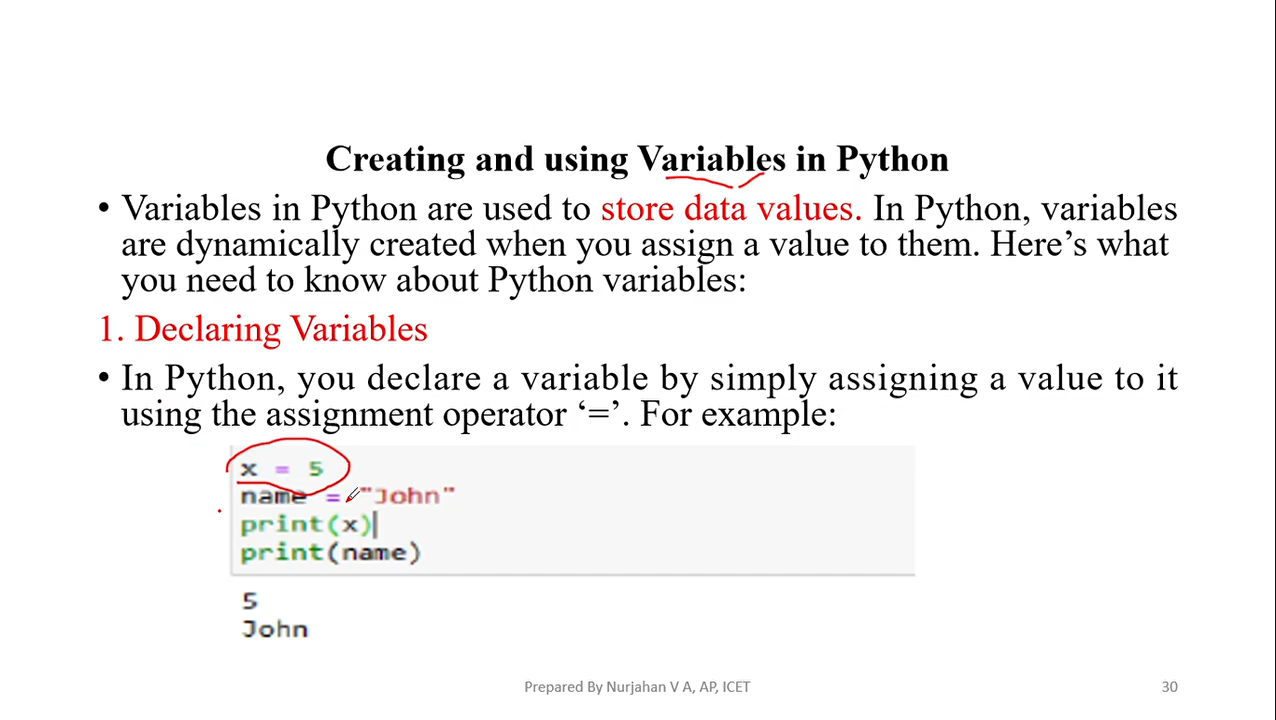 Creating and using Variables in Python
• Variables in Python are used to store data values. In Python, variables
are dynamically created when you assign a value to them. Here’s what
you need to know about Python variables:
1. Declaring Variables
• In Python, you declare a variable by simply assigning a value to it
using the assignment operator ‘=’. For example:
x = 5
name = "John"
print(x)
print(name)
5
John
Prepared By Nurjahan V A, AP, ICET
30